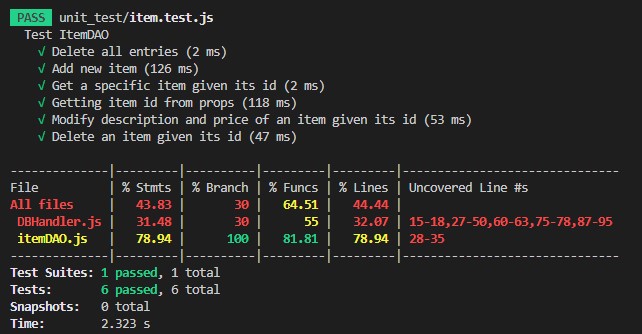 PASS unit_test/item.test.js
Test ItemDAO
√ Delete all entries (2 ms)
√ Add new item (126 ms)
√ Get a specific item given its id (2 ms)
√ Getting item id from props (118 ms)
√ Modify description and price of an item given its id (53 ms)
√ Delete an item given its id (47 ms)
--------------|---------|----------|---------|---------|-------------------------------
File | % Stmts | % Branch | % Funcs | % Lines | Uncovered Line #s
All files | 43.83 | 30 | 64.51 | 44.44 |
DBHandler.js | 31.48 | 30 | 55 | 32.07 | 15-18,27-50,60-63,75-78,87-95
itemDAO.js | 78.94 | 100 | 81.81 | 78.94 | 28-35
--------------|---------|----------|---------|---------|-------------------------------
Test Suites: 1 passed, 1 total
Tests: 6 passed, 6 total
Snapshots: 0 total
Time: 2.323 s